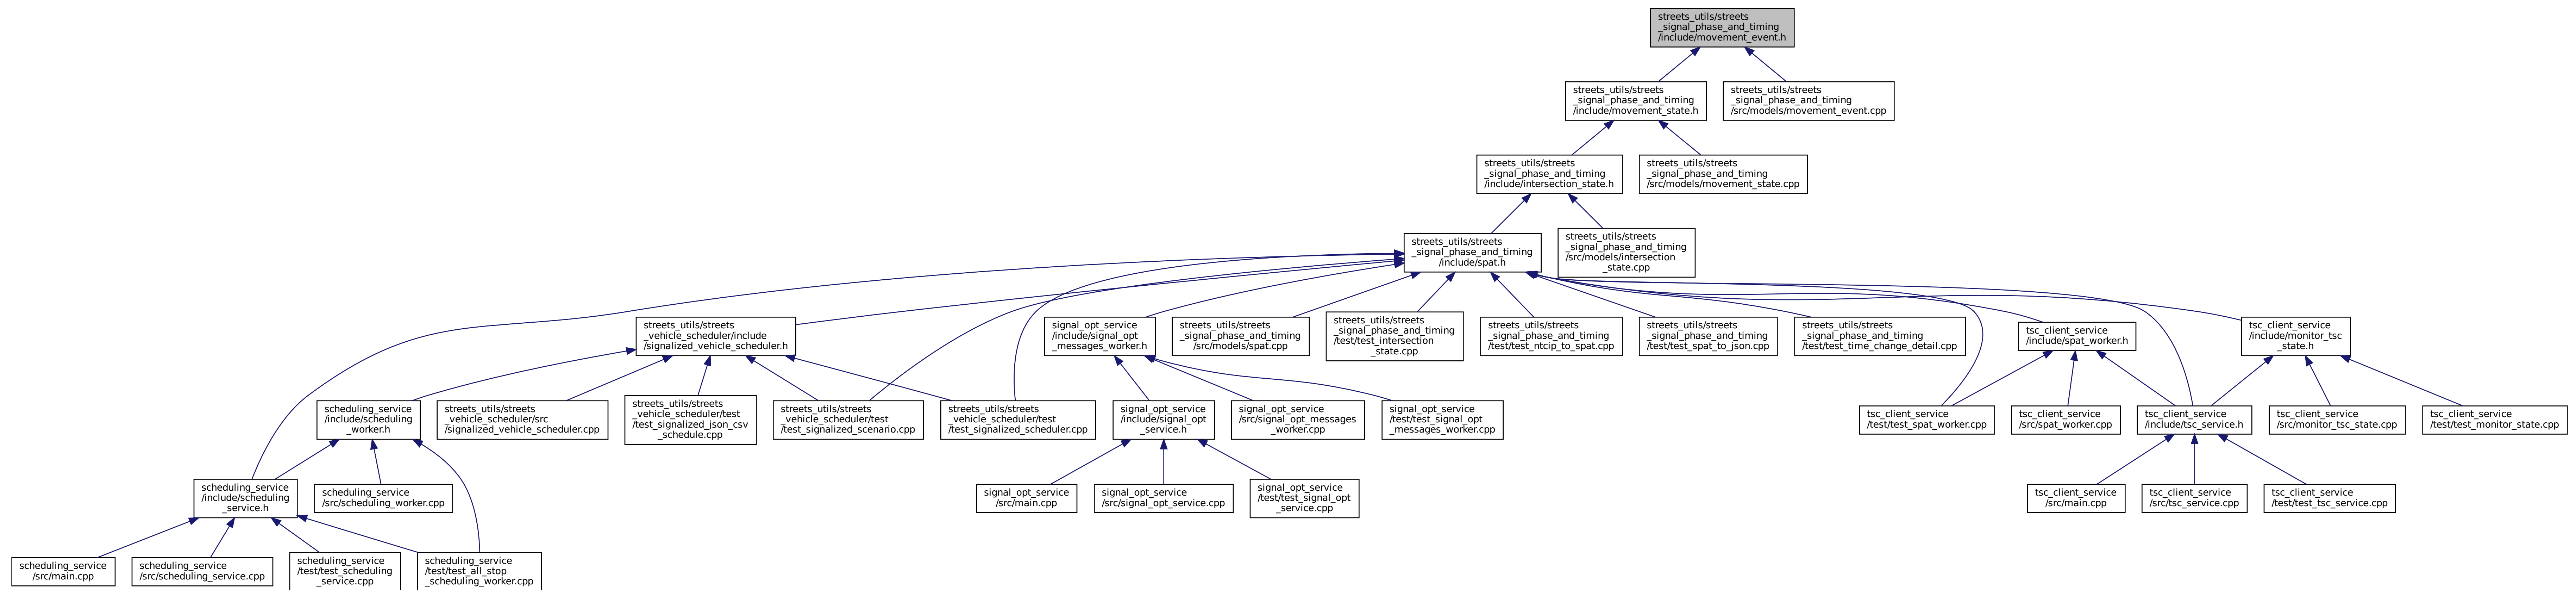 streets_utils/streets
_signal_phase_and_timing
/include/movement_event.h
streets_utils/streets
_signal_phase_and_timing
/include/movement_state.h
streets_utils/streets
_signal_phase_and_timing
/src/models/movement_event.cpp
streets_utils/streets
_signal_phase_and_timing
/include/intersection_state.h
streets_utils/streets
_signal_phase_and_timing
/src/models/movement_state.cpp
streets_utils/streets
_signal_phase_and_timing
/include/spat.h
streets_utils/streets
_signal_phase_and_timing
/src/models/intersection
_state.cpp
streets_utils/streets
_vehicle_scheduler/include
/signalized_vehicle_scheduler.h
signal_opt_service
/include/signal_opt
_messages_worker.h
streets_utils/streets
_signal_phase_and_timing
/src/models/spat.cpp
streets_utils/streets
_signal_phase_and_timing
/test/test_intersection
_state.cpp
streets_utils/streets
_signal_phase_and_timing
/test/test_ntcip_to_spat.cpp
streets_utils/streets
_signal_phase_and_timing
/test/test_spat_to_json.cpp
streets_utils/streets
_signal_phase_and_timing
/test/test_time_change_detail.cpp
tsc_client_service
/include/spat_worker.h
tsc_client_service
/include/monitor_tsc
_state.h
scheduling_service
/include/scheduling
_worker.h
streets_utils/streets
_vehicle_scheduler/src
/signalized_vehicle_scheduler.cpp
streets_utils/streets
_vehicle_scheduler/test
/test_signalized_json_csv
_schedule.cpp
streets_utils/streets
_vehicle_scheduler/test
/test_signalized_scenario.cpp
streets_utils/streets
_vehicle_scheduler/test
/test_signalized_scheduler.cpp
signal_opt_service
/include/signal_opt
_service.h
signal_opt_service
/src/signal_opt_messages
_worker.cpp
signal_opt_service
/test/test_signal_opt
_messages_worker.cpp
tsc_client_service
/test/test_spat_worker.cpp
tsc_client_service
/src/spat_worker.cpp
tsc_client_service
/include/tsc_service.h
tsc_client_service
/src/monitor_tsc_state.cpp
tsc_client_service
/test/test_monitor_state.cpp
scheduling_service
/include/scheduling
_service.h
scheduling_service
/src/scheduling_worker.cpp
signal_opt_service
/src/main.cpp
signal_opt_service
/src/signal_opt_service.cpp
signal_opt_service
/test/test_signal_opt
_service.cpp
tsc_client_service
/src/main.cpp
tsc_client_service
/src/tsc_service.cpp
tsc_client_service
/test/test_tsc_service.cpp
scheduling_service
/src/main.cpp
scheduling_service
/src/scheduling_service.cpp
scheduling_service
/test/test_scheduling
_service.cpp
scheduling_service
/test/test_all_stop
_scheduling_worker.cpp